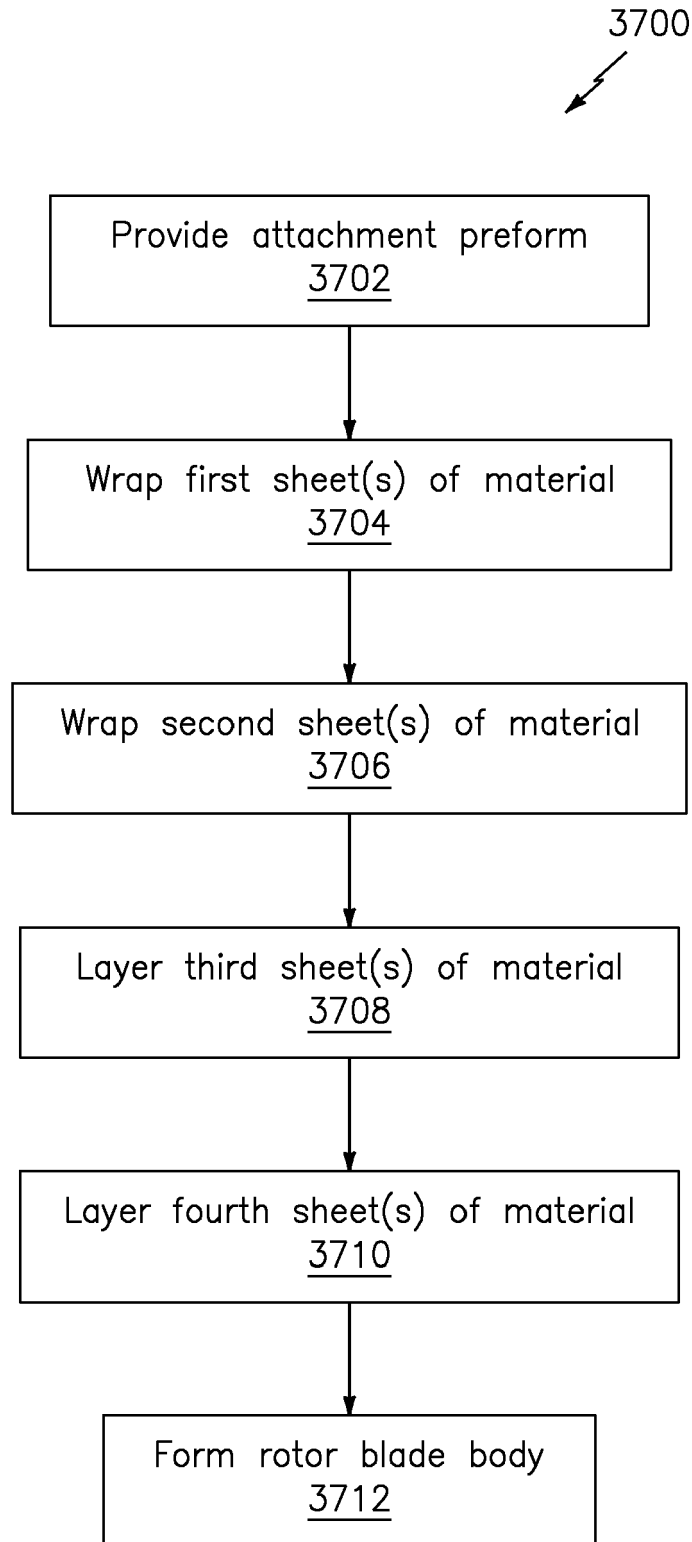 3700
Provide attachment preform
3702
Wrap first sheet(s) of material
3704
Wrap second sheet(s) of material
3706
Layer third sheet(s) of material
3708
Layer fourth sheet(s) of material
3710
Form rotor blade body
3712